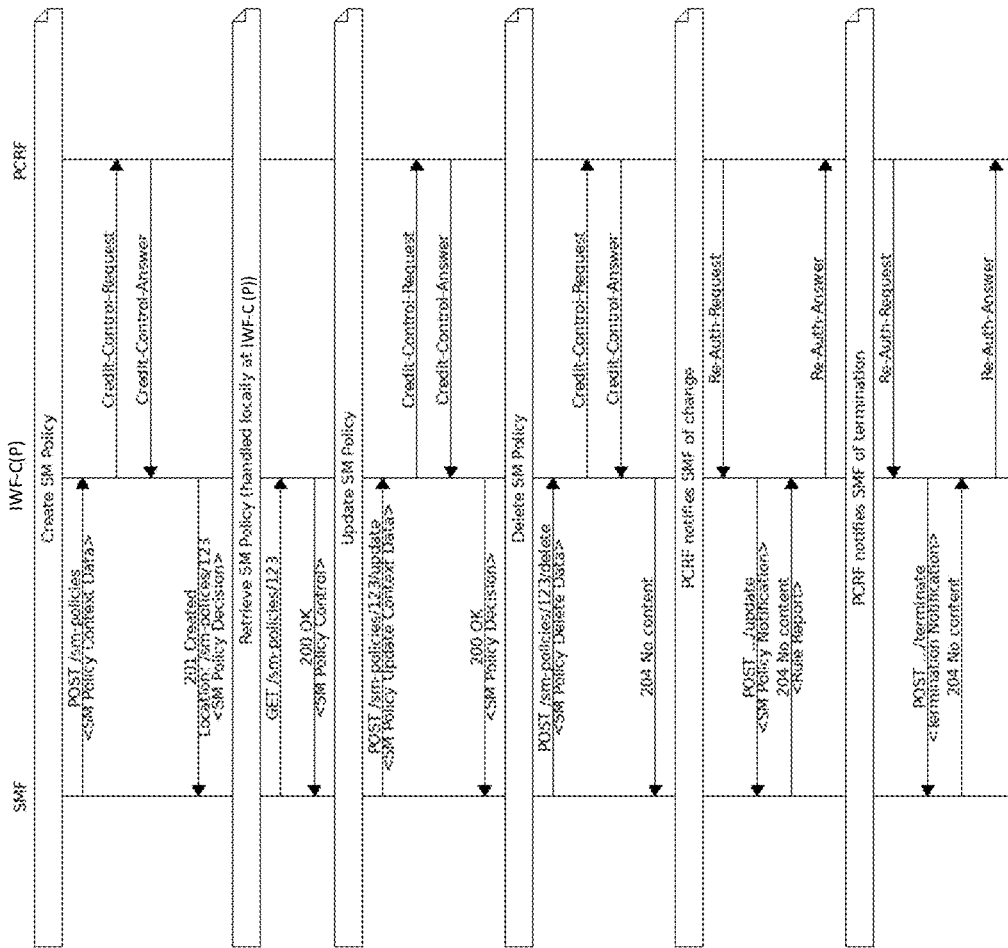 SMF
IWF-C(P)
PCRF
Create SM Policy
POST /sm-policies
<SM Policy Context Data>
Credit-Control-Request
Credit-Control-Answer
201 Created
Location: /sm-policies/123
<SM Policy Decision>
Retrieve SM Policy (handled locally at IWF-C(P))
GET /sm-policies/123
200 OK
<SM Policy Control>
Update SM Policy
POST /sm-policies/123/update
<SM Policy Update Context Data>
Credit-Control-Request
Credit-Control-Answer
200 OK
<SM Policy Decision>
Delete SM Policy
POST /sm-policies/123/delete
<SM Policy Delete Data>
Credit-Control-Request
Credit-Control-Answer
204 No content
PCRF notifies SMF of change
Re-Auth-Request
POST .../update
<SM Policy Notification>
204 No content
<Rule Report>
Re-Auth-Answer
PCRF notifies SMF of termination
Re-Auth-Request
POST .../terminate
<Termination Notification>
204 No content
Re-Auth-Answer